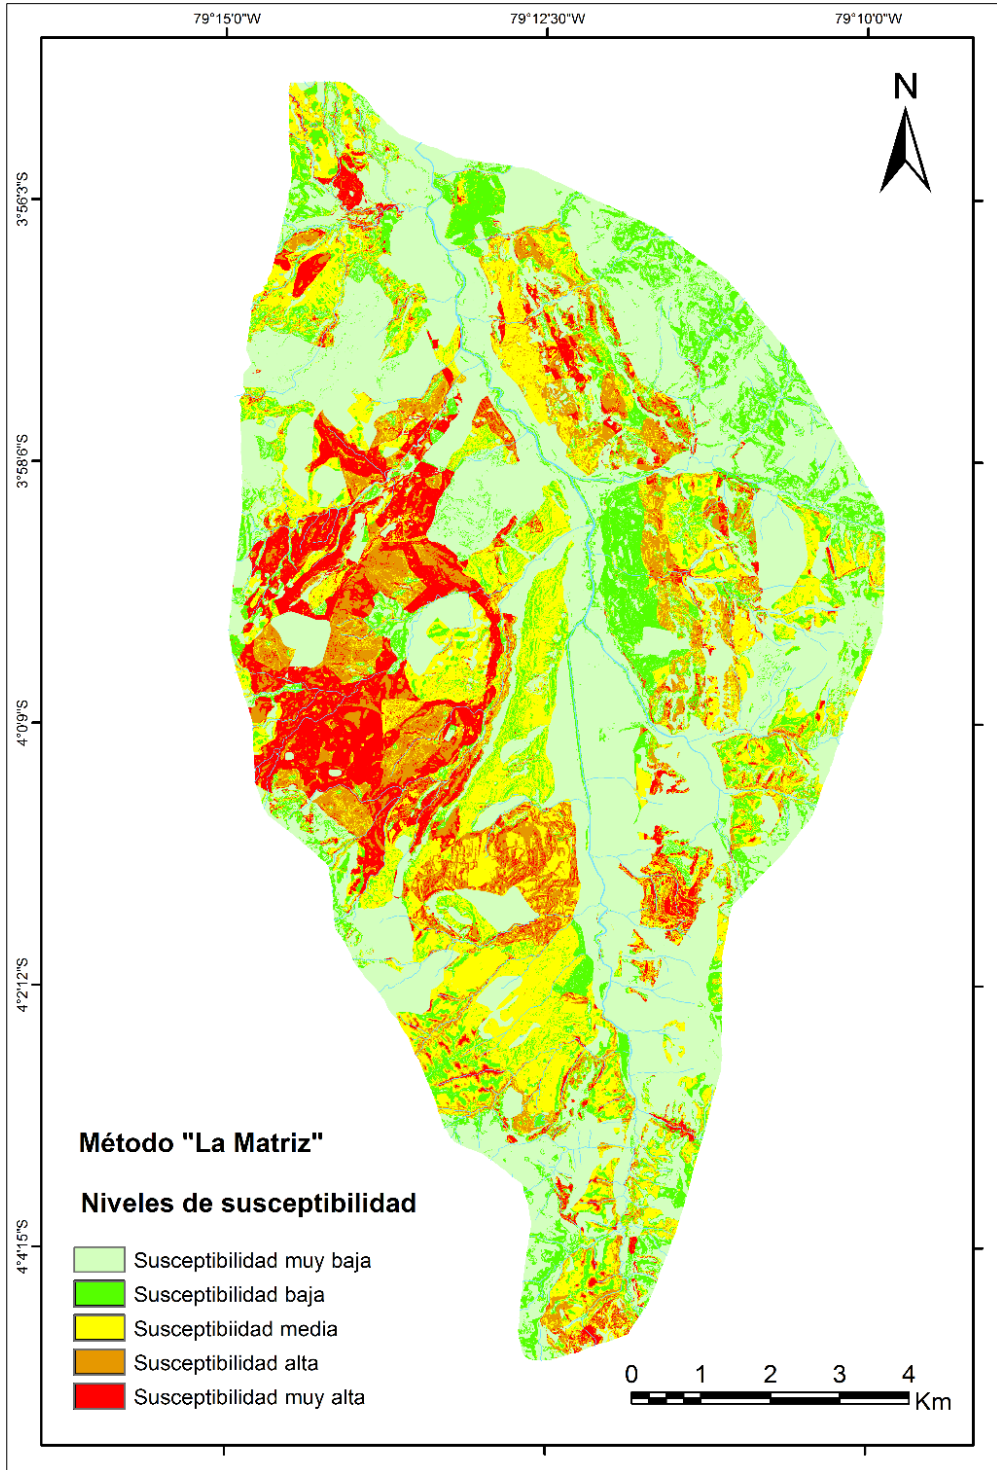 79°15'0"W 79°12'30"W 79°10'0"W
N
3°56'3"S
3°58'6"S
4°0'9"S
4°2'12"S
4°4'15"S
Método "La Matriz"
Niveles de susceptibilidad
Susceptibilidad muy baja
Susceptibilidad baja
Susceptibiidad media
Susceptibilidad alta
Susceptibilidad muy alta
0 1 2 3 4
Km